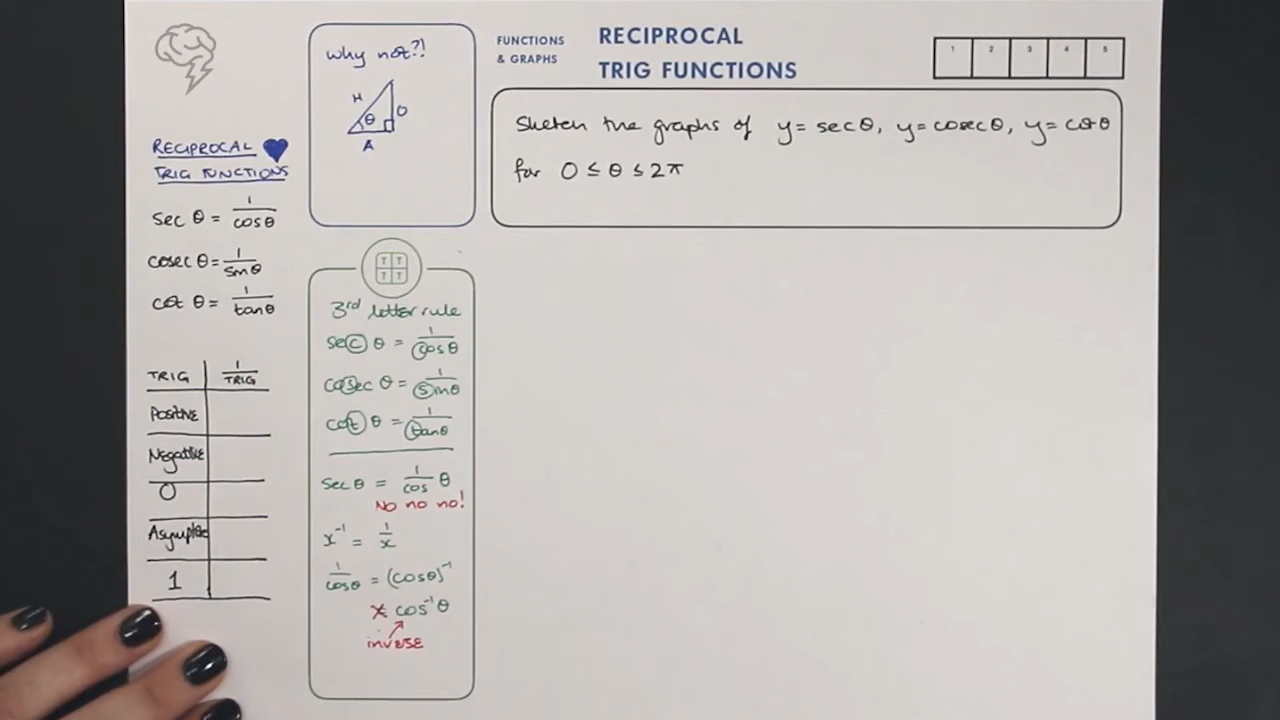 RECIPROCAL
TRIG FUNCTIONS
sec θ = 1/cosθ
cosec θ = 1/sinθ
cot θ = 1/tanθ
TRIG 1/TRIG
Positive
Negative
0
Asymptote
1
why not?!
H
θ
O
A
T T
T T
3rd letter rule
sec θ = 1/cosθ
cosec θ = 1/sinθ
cot θ = 1/tanθ
sec θ = 1/cos θ
No no no!
x⁻¹ = 1/x
1/cosθ = (cosθ)⁻¹
≠ cos⁻¹θ
inverse
FUNCTIONS
& GRAPHS
RECIPROCAL
TRIG FUNCTIONS
1 2 3 4 5
Sketch the graphs of y = secθ, y = cosecθ, y = cotθ
for 0 ≤ θ ≤ 2π